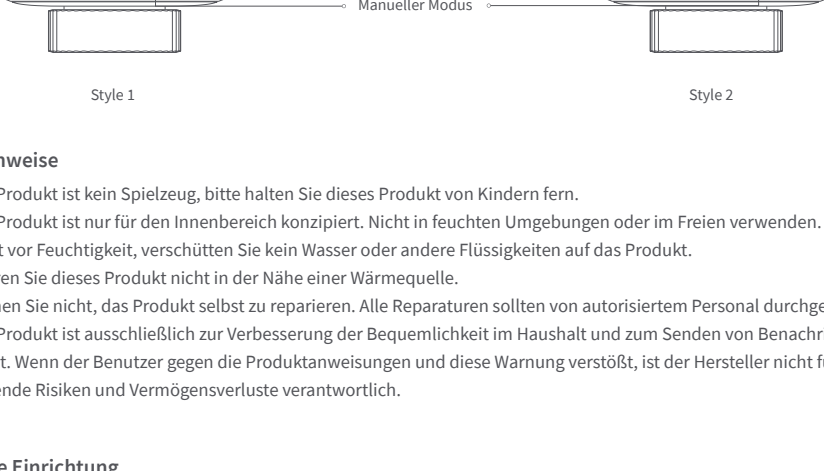 Manueller Modus
Style 1
Style 2
nweise
Produkt ist kein Spielzeug, bitte halten Sie dieses Produkt von Kindern fern.
Produkt ist nur für den Innenbereich konzipiert. Nicht in feuchten Umgebungen oder im Freien verwenden.
t vor Feuchtigkeit, verschütten Sie kein Wasser oder andere Flüssigkeiten auf das Produkt.
en Sie dieses Produkt nicht in der Nähe einer Wärmequelle.
en Sie nicht, das Produkt selbst zu reparieren. Alle Reparaturen sollten von autorisiertem Personal durchge
Produkt ist ausschließlich zur Verbesserung der Bequemlichkeit im Haushalt und zum Senden von Benachr
t. Wenn der Benutzer gegen die Produktanweisungen und diese Warnung verstößt, ist der Hersteller nicht f
ende Risiken und Vermögensverluste verantwortlich.
e Einrichtung